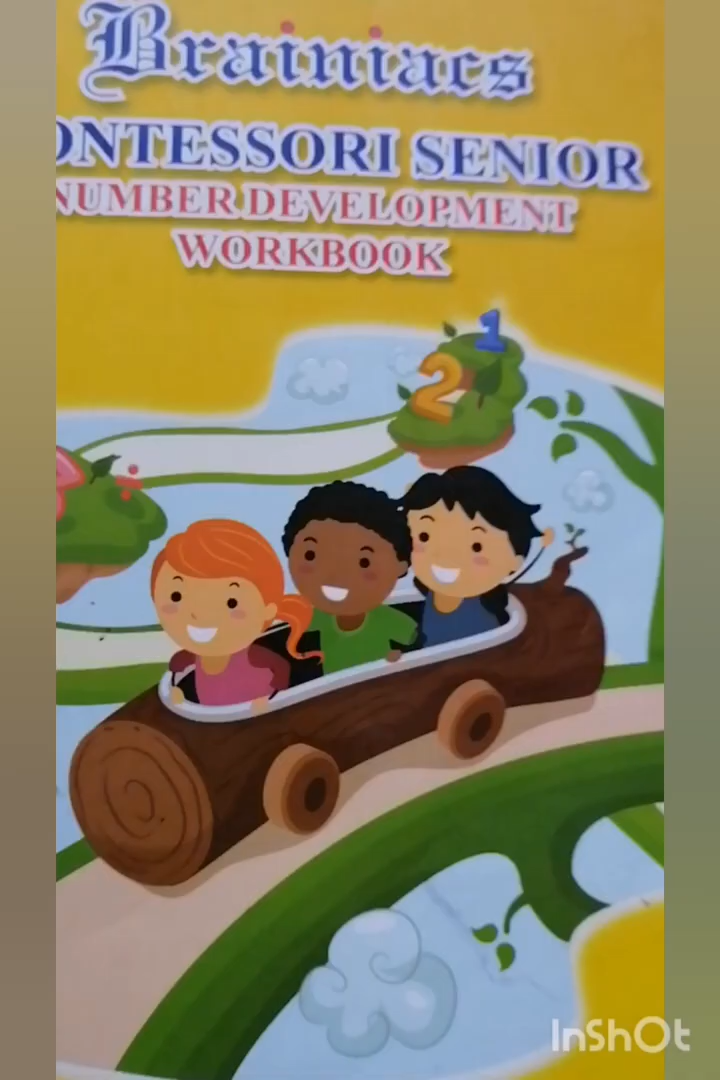 Brainiacs
ONTESSORI SENIOR
NUMBER DEVELOPMENT
WORKBOOK
1
2
÷
InShOt